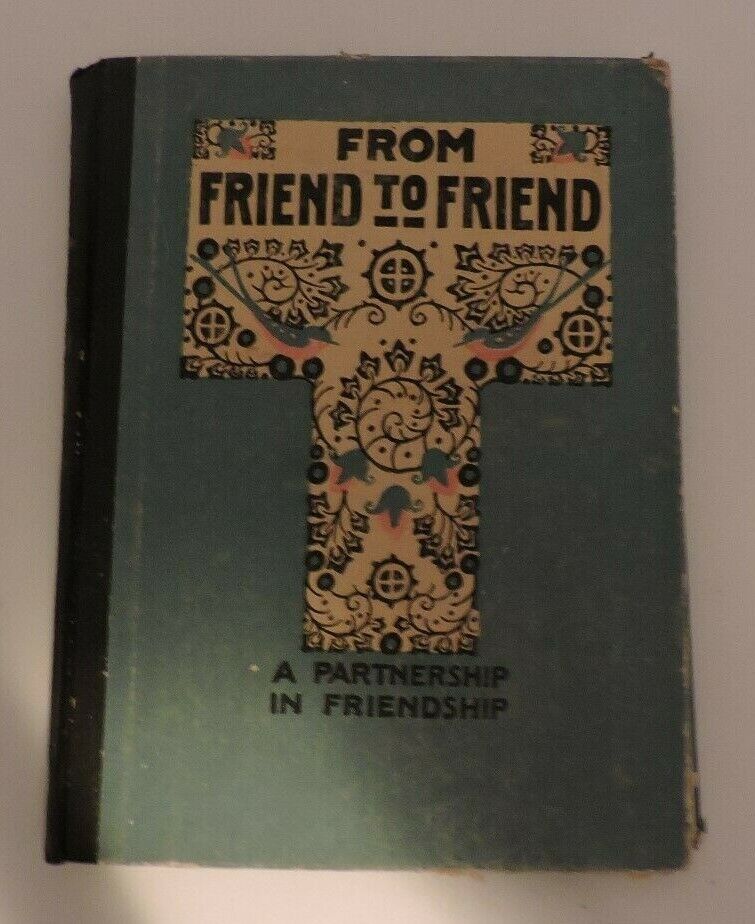 FROM
FRIEND TO FRIEND
A PARTNERSHIP
IN FRIENDSHIP